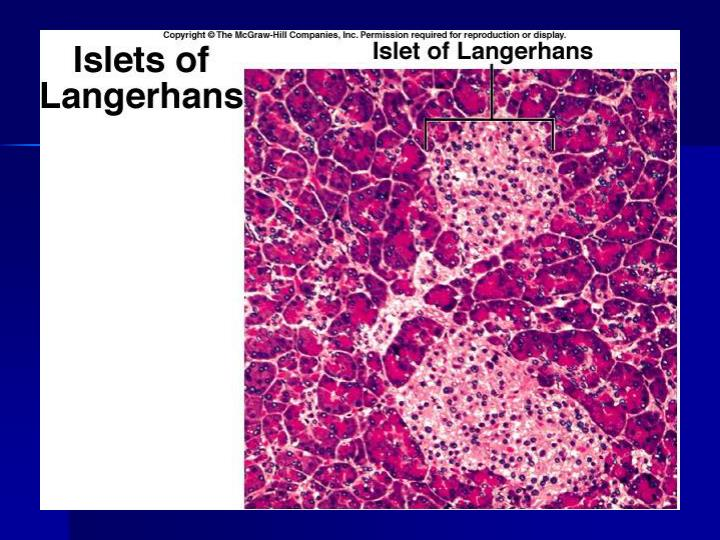 Copyright © The McGraw-Hill Companies, Inc. Permission required for reproduction or display.
Islets of
Langerhans
Islet of Langerhans